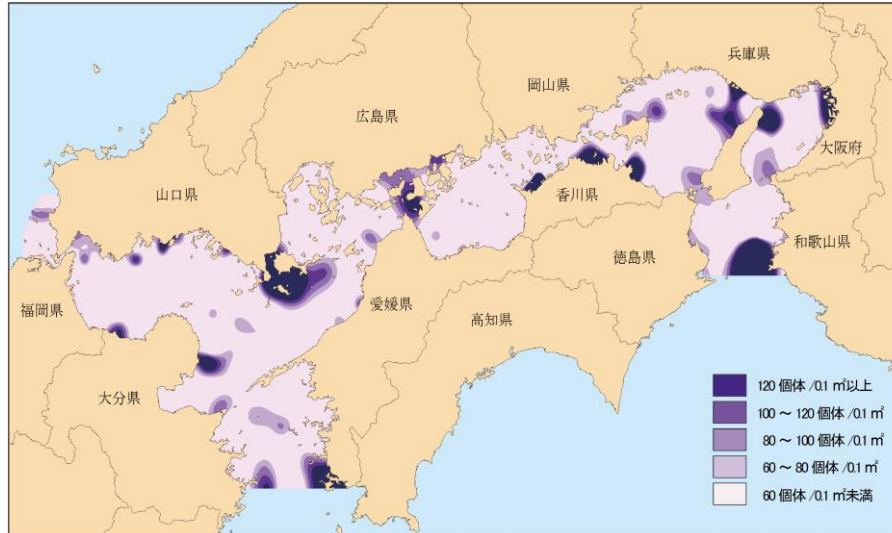 兵庫県
岡山県
広島県
大阪府
山口県
香川県
和歌山県
徳島県
福岡県
愛媛県
高知県
大分県
120 個体 /0.1 ㎡以上
100 ~ 120 個体 /0.1 ㎡
80 ~ 100 個体 /0.1 ㎡
60 ~ 80 個体 /0.1 ㎡
60 個体 /0.1 ㎡未満